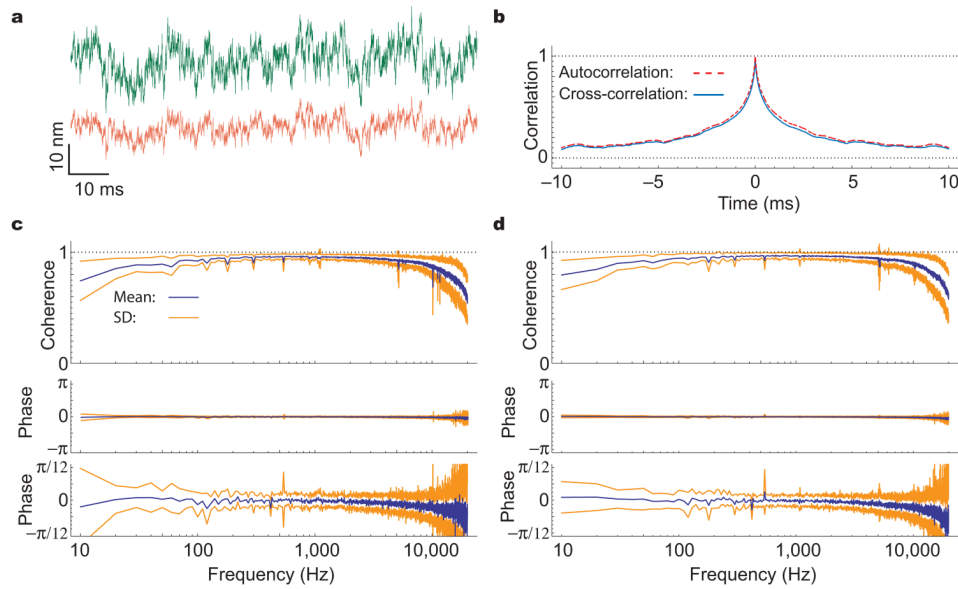 a
10 nm
10 ms
b
Correlation
1
0
Autocorrelation:
Cross-correlation:
−10
−5
0
5
10
Time (ms)
c
Coherence
1
0
Mean:
SD:
Phase
π
0
−π
Phase
π/12
0
−π/12
10
100
1,000
10,000
Frequency (Hz)
d
Coherence
1
0
Phase
π
0
−π
Phase
π/12
0
−π/12
10
100
1,000
10,000
Frequency (Hz)